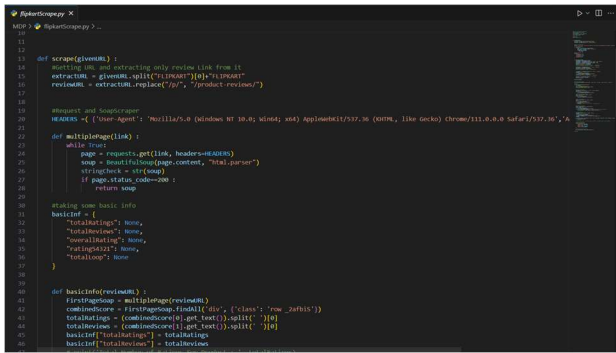 flipkartScrape.py
MDP > flipkartScrape.py > ...
10
11
12
13 def scrape(givenURL) :
14 #Getting URL and extracting only review Link from it
15 extractURL = givenURL.split("FLIPKART")[0]+"FLIPKART"
16 reviewURL = extractURL.replace("/p/", "/product-reviews/")
17
18
19 #Request and SoapScraper
20 HEADERS =( ['User-Agent': 'Mozilla/5.0 (Windows NT 10.0; Win64; x64) AppleWebKit/537.36 (KHTML, like Gecko) Chrome/111.0.0.0 Safari/537.36','A
21
22 def multiplePage(link) :
23 while True:
24 page = requests.get(link, headers=HEADERS)
25 soup = BeautifulSoup(page.content, "html.parser")
26 stringCheck = str(soup)
27 if page.status_code==200 :
28 return soup
29
30 #taking some basic info
31 basicInf = {
32 "totalRatings": None,
33 "totalReviews": None,
34 "overallRating": None,
35 "rating54321": None,
36 "totalLoop": None
37 }
38
39
40 def basicInfo(reviewURL) :
41 FirstPageSoap = multiplePage(reviewURL)
42 combinedScore = FirstPageSoap.findAll('div', {'class': 'row _2afbiS'})
43 totalRatings = (combinedScore[0].get_text()).split(' ')[0]
44 totalReviews = (combinedScore[1].get_text()).split(' ')[0]
45 basicInf["totalRatings"] = totalRatings
46 basicInf["totalReviews"] = totalReviews